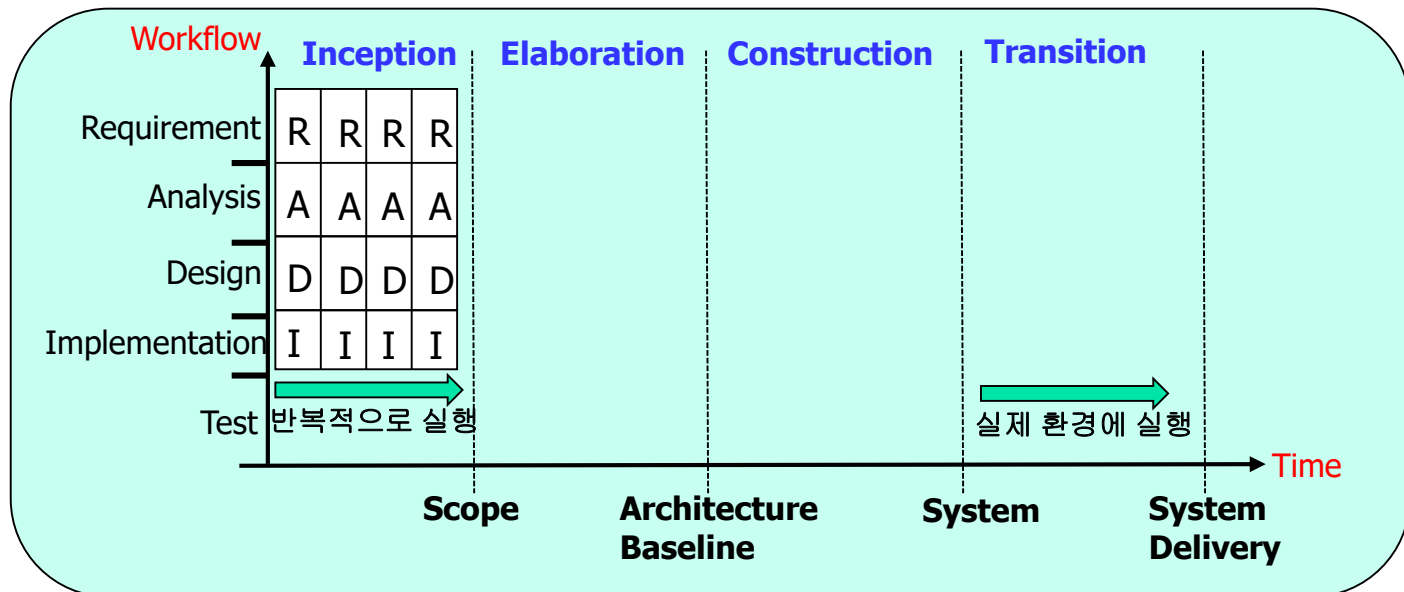 Workflow
Inception Elaboration Construction Transition
Requirement R R R R
Analysis A A A A
Design D D D D
Implementation I I I I
Test 반복적으로 실행 실제 환경에 실행
Time
Scope Architecture Baseline System System Delivery